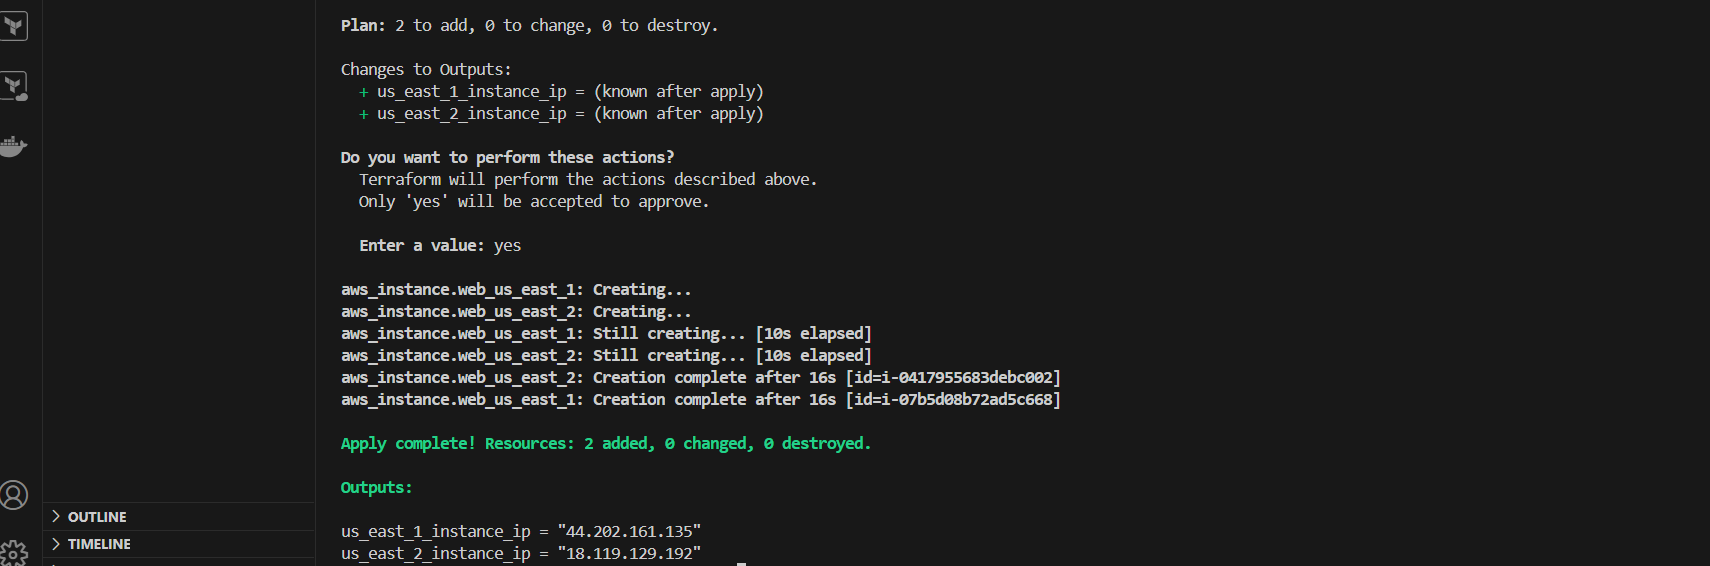 Plan: 2 to add, 0 to change, 0 to destroy.
Changes to Outputs:
+ us_east_1_instance_ip = (known after apply)
+ us_east_2_instance_ip = (known after apply)
Do you want to perform these actions?
Terraform will perform the actions described above.
Only 'yes' will be accepted to approve.
Enter a value: yes
aws_instance.web_us_east_1: Creating...
aws_instance.web_us_east_2: Creating...
aws_instance.web_us_east_1: Still creating... [10s elapsed]
aws_instance.web_us_east_2: Still creating... [10s elapsed]
aws_instance.web_us_east_2: Creation complete after 16s [id=i-0417955683debc002]
aws_instance.web_us_east_1: Creation complete after 16s [id=i-07b5d08b72ad5c668]
Apply complete! Resources: 2 added, 0 changed, 0 destroyed.
Outputs:
us_east_1_instance_ip = "44.202.161.135"
us_east_2_instance_ip = "18.119.129.192"
OUTLINE
TIMELINE